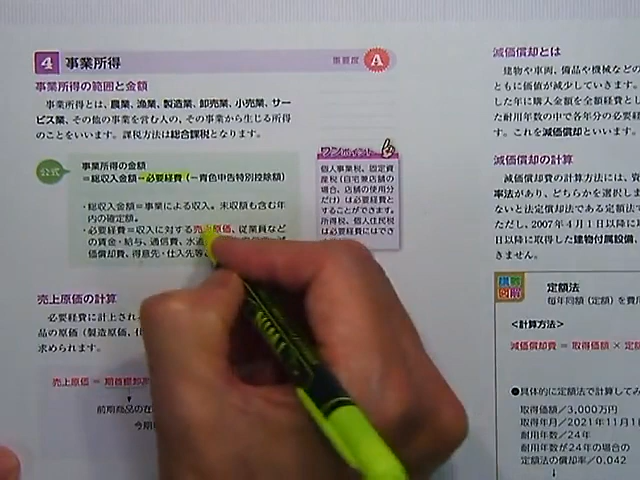 4 事業所得
重要度 A
事業所得の範囲と金額
事業所得とは、農業、漁業、製造業、卸売業、小売業、サー
ビス業、その他の事業を営む人の、その事業から生じる所得
のことをいいます。課税方法は総合課税となります。
公式
事業所得の金額
=総収入金額-必要経費(-青色申告特別控除額)
・総収入金額=事業による収入。未収額も含む年
内の確定額。
・必要経費=収入に対する売上原価、従業員など
の賃金・給与、通信費、水道
価償却費、得意先・仕入先等
ワンポイント
個人事業税、固定資
産税(自宅兼店舗の
場合、店舗の使用分
だけ)は必要経費と
することができます。
所得税、個人住民税
は必要経費にはでき
売上原価の計算
必要経費に計上され
品の原価(製造原価、仕
求められます。
売上原価 = 期首棚卸高
前期商品の在
今期
減価償却とは
建物や車両、備品や機械などの
ともに価値が減少していきます。
した年に購入金額を全額経費と
た耐用年数の中で各年分の必要経
す。これを減価償却といいます。
減価償却の計算
減価償却費の計算方法には、資
率法があり、どちらかを選択しま
ないと法定償却法である定額法で
ただし、2007年4月1日以降に
日以降に取得した建物付属設備、
きません。
図解
定額法
毎年同額(定額)を費用
<計算方法>
減価償却費 = 取得価額 × 定額
●具体的に定額法で計算してみ
取得価額/3,000万円
取得年月/2021年11月1日
耐用年数/24年
耐用年数が24年の場合の
定額法の償却率/0.042
↓